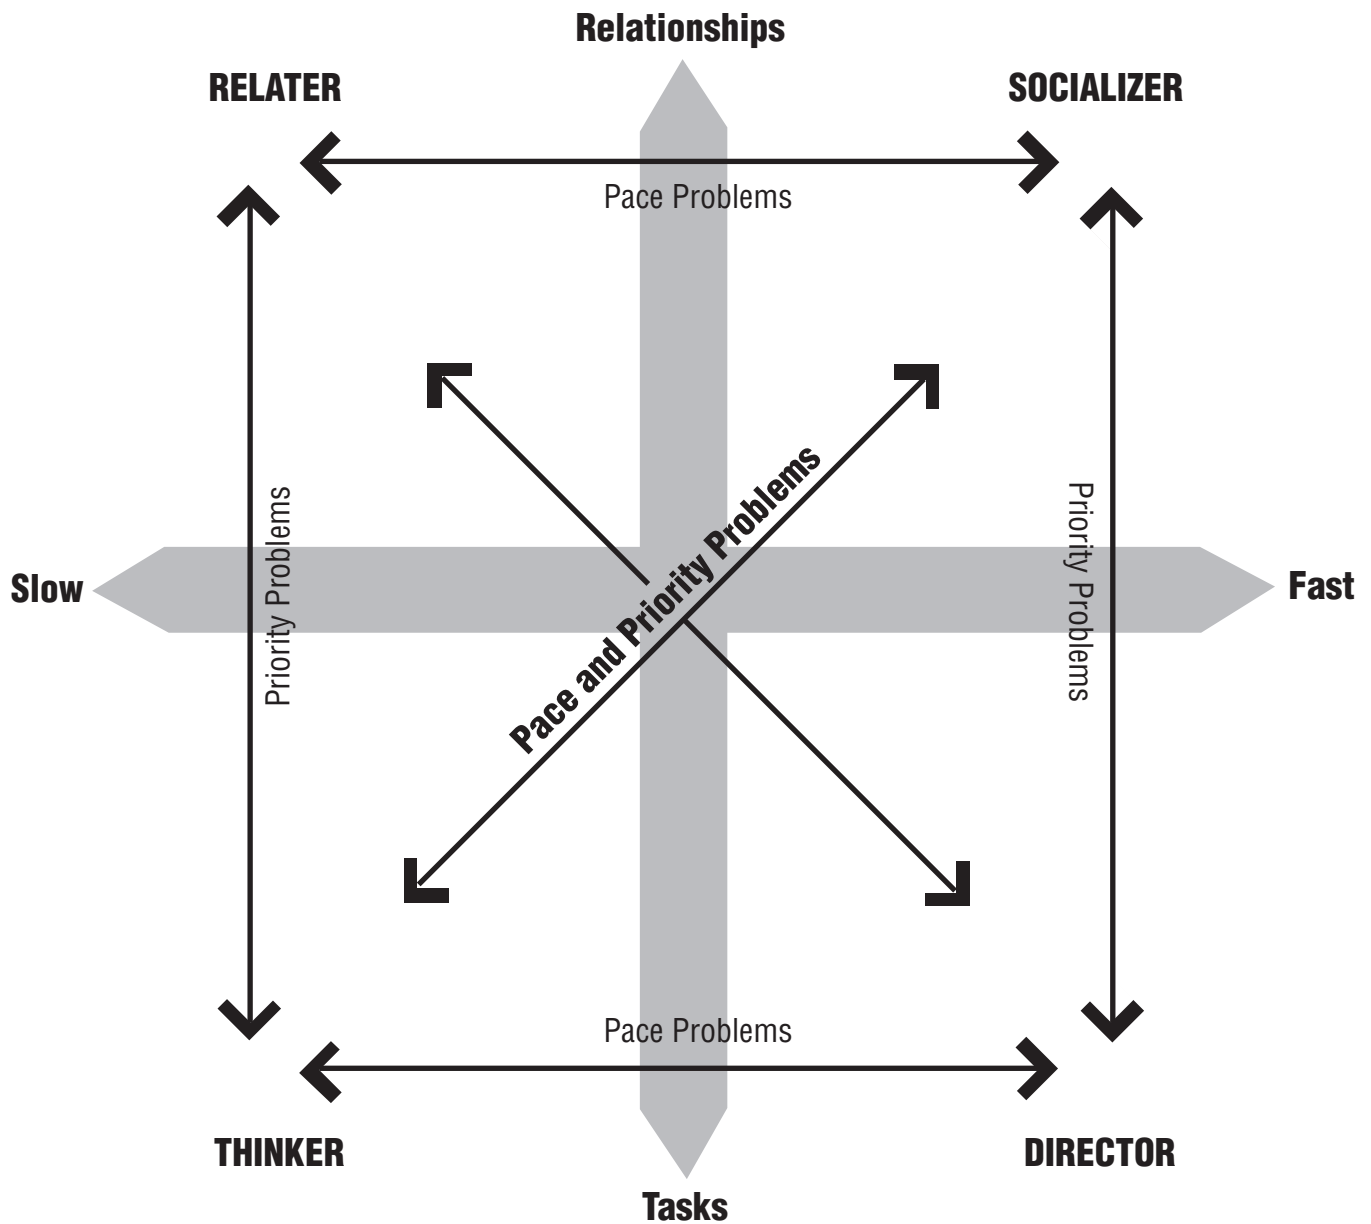 Relationships
RELATER
SOCIALIZER
Pace Problems
Priority Problems
Pace and Priority Problems
Priority Problems
Slow
Fast
Pace Problems
THINKER
DIRECTOR
Tasks